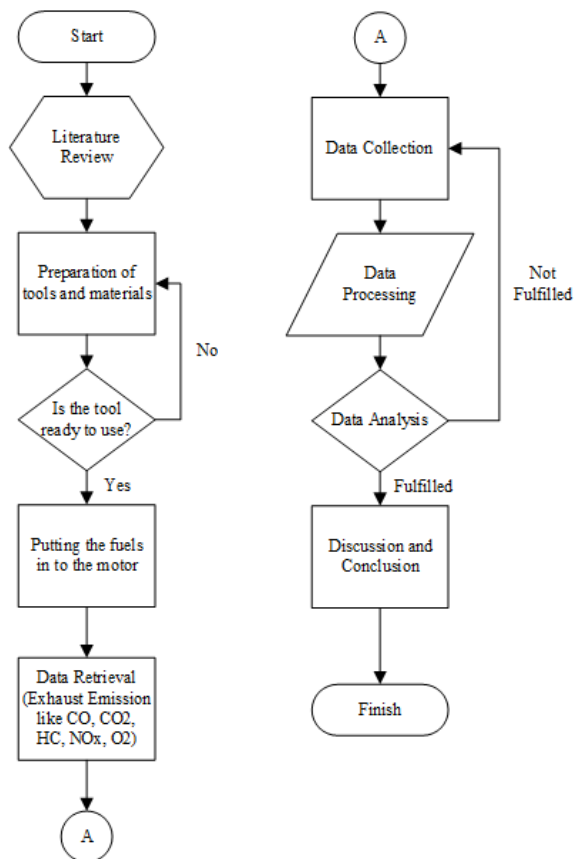 Start
Literature
Review
Preparation of
tools and materials
No
Is the tool
ready to use?
Yes
Putting the fuels
in to the motor
Data Retrieval
(Exhaust Emission
like CO, CO2,
HC, NOx, O2)
A
A
Data Collection
Data
Processing
Not
Fulfilled
Data Analysis
Fulfilled
Discussion and
Conclusion
Finish